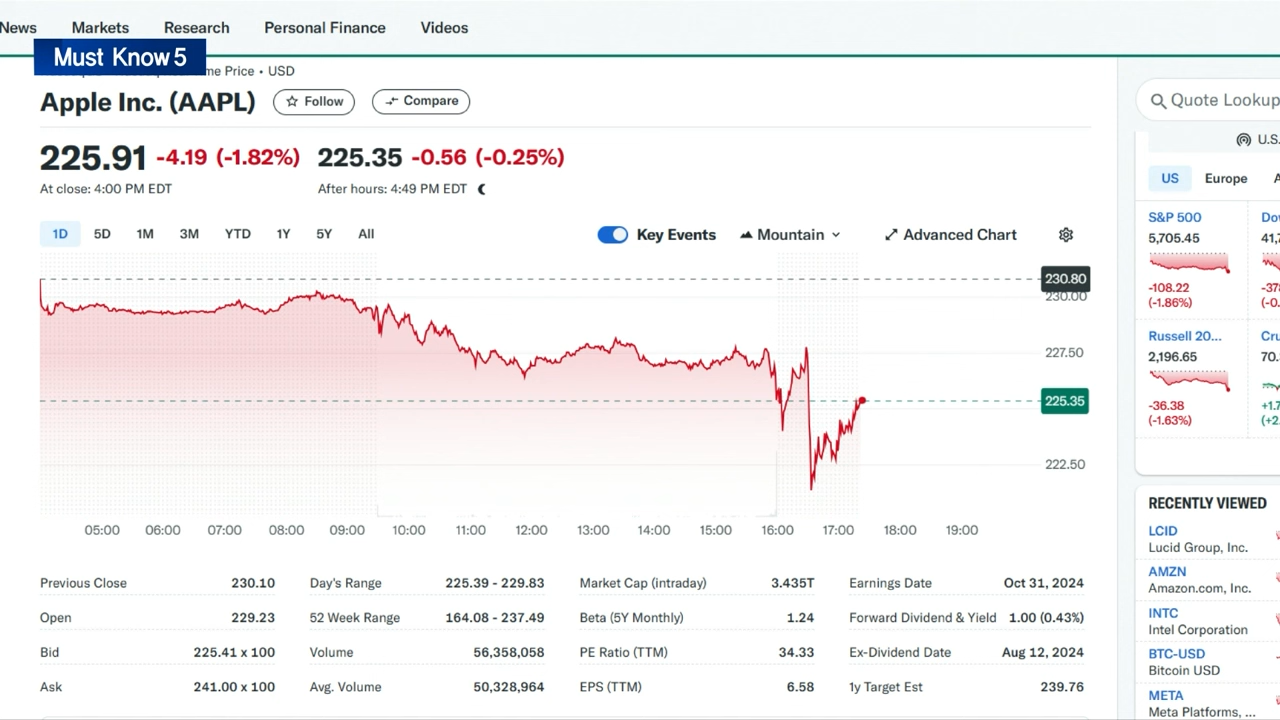 News Markets Research Personal Finance Videos
Must Know 5
me Price • USD
Apple Inc. (AAPL) Follow Compare
Quote Lookup
225.91 -4.19 (-1.82%) 225.35 -0.56 (-0.25%)
At close: 4:00 PM EDT After hours: 4:49 PM EDT
U.S.
US Europe A
1D 5D 1M 3M YTD 1Y 5Y All Key Events Mountain Advanced Chart
S&P 500 Dow
5,705.45 41,7
-108.22 -378
(-1.86%) (-0.
230.80
230.00
227.50
225.35
222.50
Russell 20... Cru
2,196.65 70.
-36.38 +1.7
(-1.63%) (+2.
05:00 06:00 07:00 08:00 09:00 10:00 11:00 12:00 13:00 14:00 15:00 16:00 17:00 18:00 19:00
Previous Close 230.10 Day's Range 225.39 - 229.83 Market Cap (intraday) 3.435T Earnings Date Oct 31, 2024
Open 229.23 52 Week Range 164.08 - 237.49 Beta (5Y Monthly) 1.24 Forward Dividend & Yield 1.00 (0.43%)
Bid 225.41 x 100 Volume 56,358,058 PE Ratio (TTM) 34.33 Ex-Dividend Date Aug 12, 2024
Ask 241.00 x 100 Avg. Volume 50,328,964 EPS (TTM) 6.58 1y Target Est 239.76
RECENTLY VIEWED
LCID
Lucid Group, Inc.
AMZN
Amazon.com, Inc.
INTC
Intel Corporation
BTC-USD
Bitcoin USD
META
Meta Platforms, ...